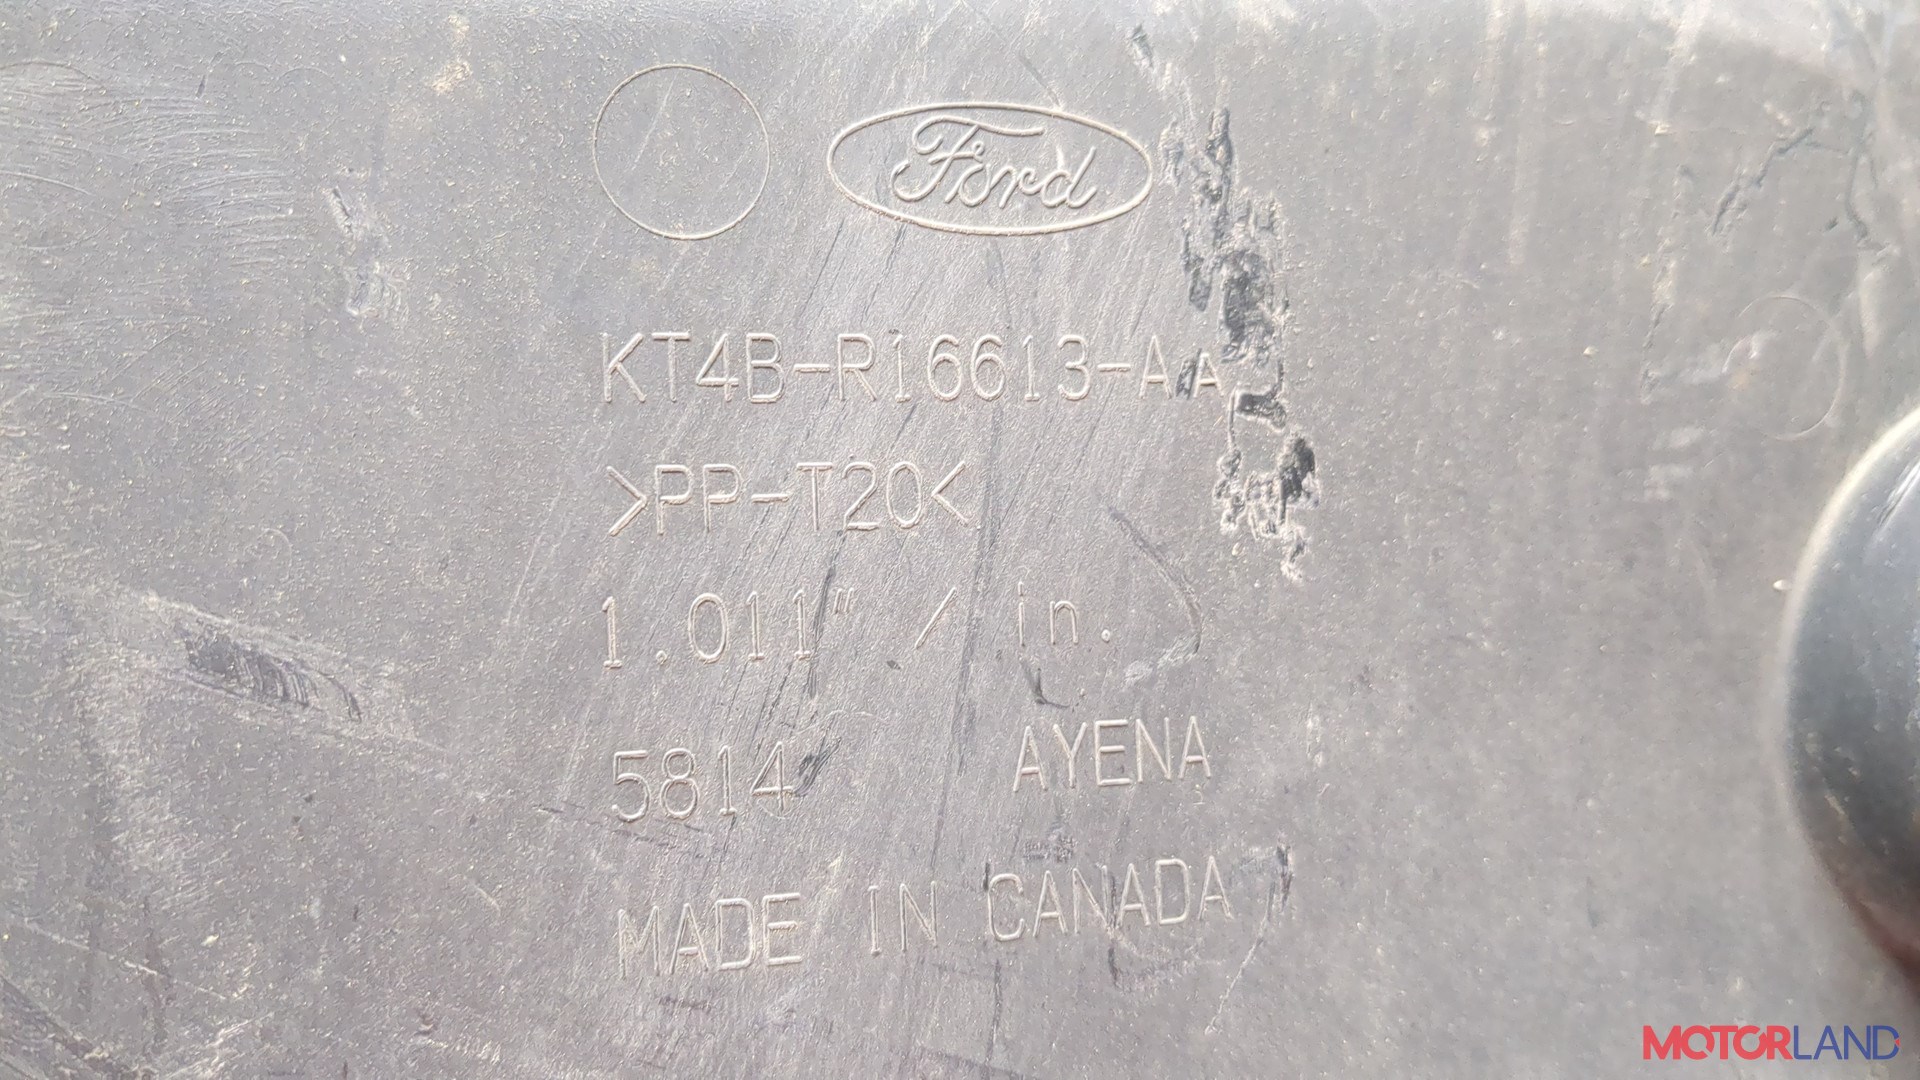 Ford
KT4B-R16613-AA
>PP-T20<
1.011" / in.
5814 AYENA
MADE IN CANADA
MOTORLAND